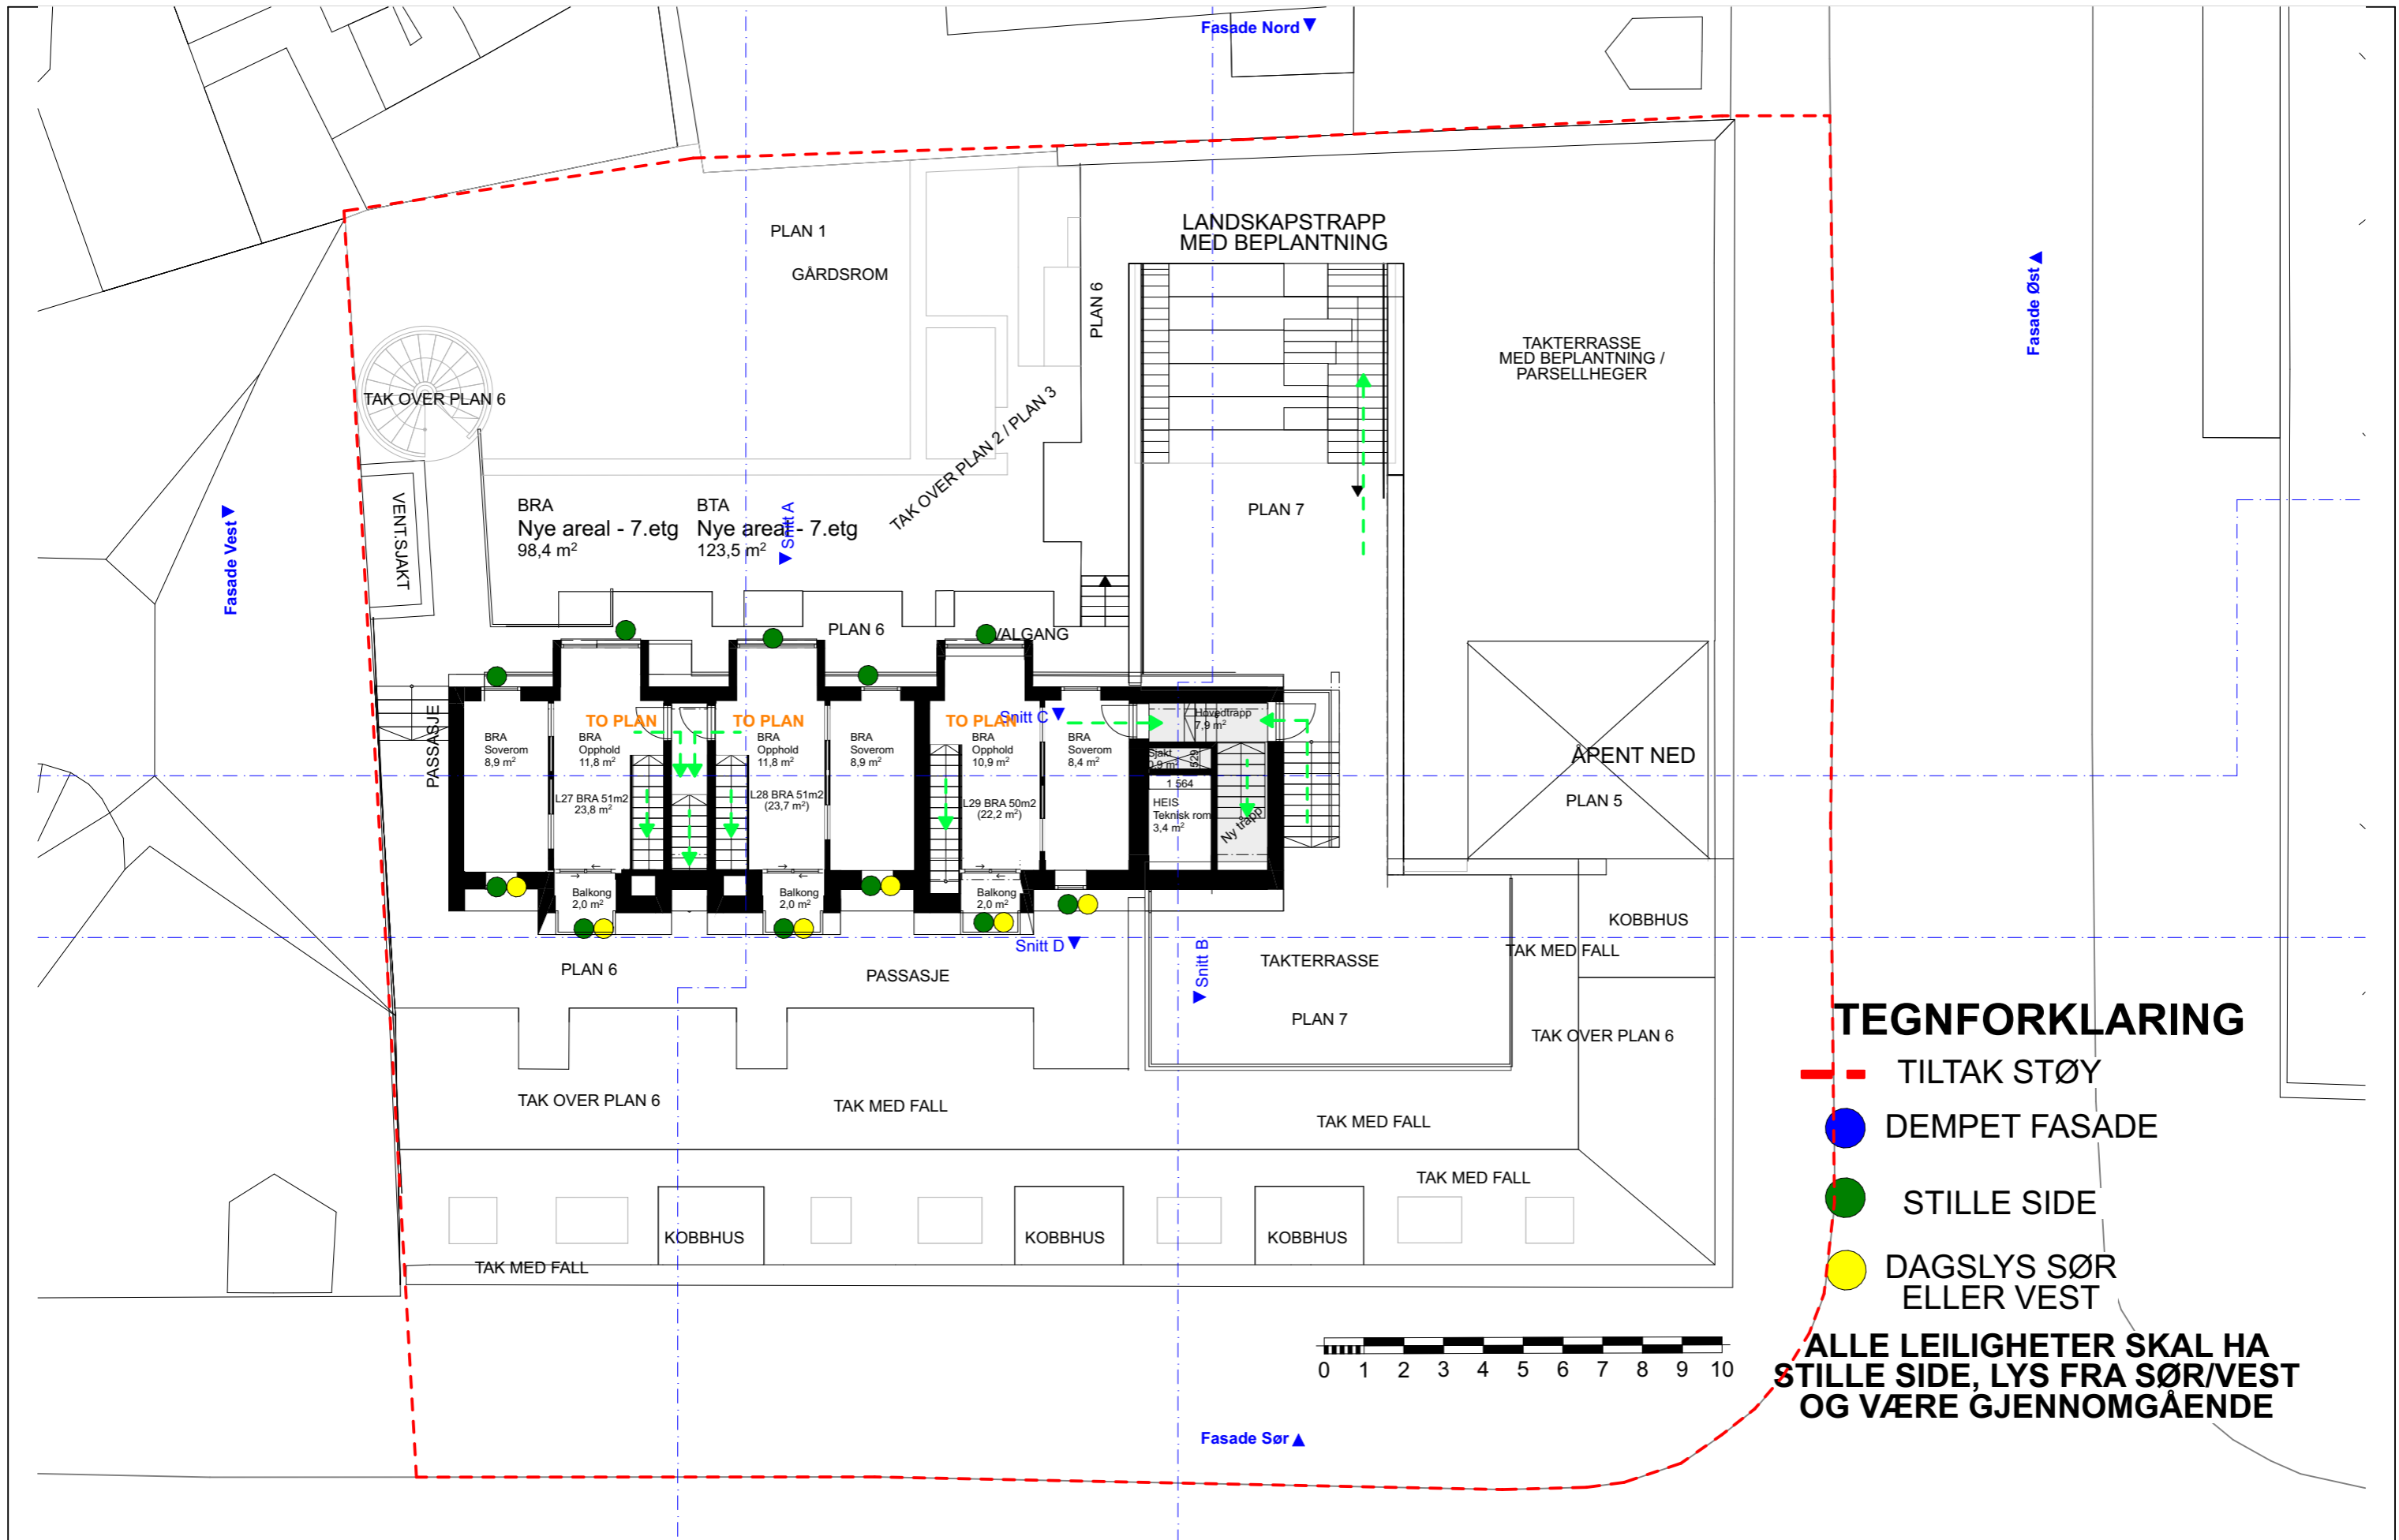 Fasade Nord
PLAN 1
GÅRDSROM
LANDSKAPSTRAPP
MED BEPLANTNING
PLAN 6
Fasade Øst
TAKTERRASSE
MED BEPLANTNING /
PARSELLHEGER
TAK OVER PLAN 6
TAK OVER PLAN 2 / PLAN 3
VENT.SJAKT
Fasade Vest
BRA
Nye areal - 7.etg
98,4 m²
BTA
Nye areal - 7.etg
123,5 m²
Snitt A
PLAN 7
PLAN 6
VALGANG
PASSASJE
TO PLAN
TO PLAN
TO PLAN
Snitt C
BRA
Soverom
8,9 m²
BRA
Opphold
11,8 m²
L27 BRA 51m2
23,8 m²
BRA
Opphold
11,8 m²
L28 BRA 51m2
(23,7 m²)
BRA
Soverom
8,9 m²
BRA
Opphold
10,9 m²
L29 BRA 50m2
(22,2 m²)
BRA
Soverom
8,4 m²
Hovedtrapp
7,9 m²
Sjakt
0,9 m²
529
1 564
HEIS
Teknisk rom
3,4 m²
Ny trapp
ÅPENT NED
PLAN 5
Balkong
2,0 m²
Balkong
2,0 m²
Balkong
2,0 m²
Snitt D
Snitt B
PLAN 6
PASSASJE
TAKTERRASSE
PLAN 7
KOBBHUS
TAK MED FALL
TAK OVER PLAN 6
TAK OVER PLAN 6
TAK MED FALL
TAK MED FALL
TAK MED FALL
KOBBHUS
KOBBHUS
KOBBHUS
TAK MED FALL
TEGNFORKLARING
TILTAK STØY
DEMPET FASADE
STILLE SIDE
DAGSLYS SØR
ELLER VEST
0 1 2 3 4 5 6 7 8 9 10
ALLE LEILIGHETER SKAL HA
STILLE SIDE, LYS FRA SØR/VEST
OG VÆRE GJENNOMGÅENDE
Fasade Sør